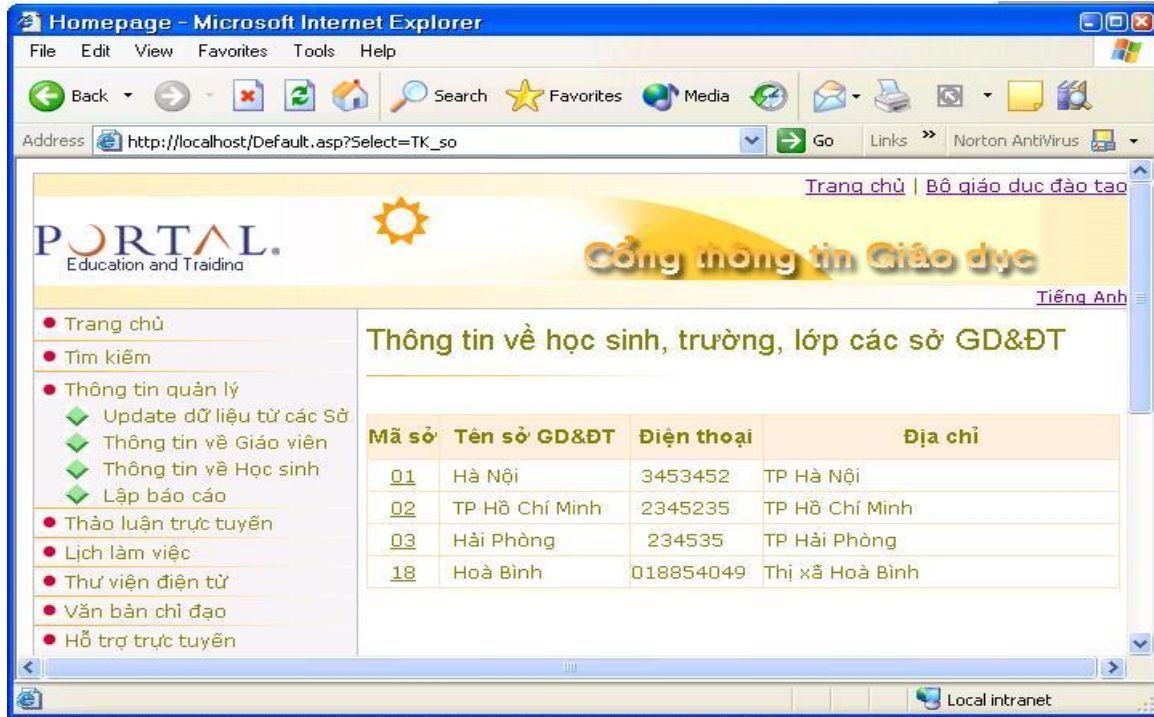 Homepage - Microsoft Internet Explorer
File Edit View Favorites Tools Help
Back Search Favorites Media
Address http://localhost/Default.asp?Select=TK_so Go Links » Norton AntiVirus
Trang chủ | Bộ giáo dục đào tạo
PORTAL.
Education and Traiding
Cổng thông tin Giáo dục
Tiếng Anh
Trang chủ
Tìm kiếm
Thông tin quản lý
Update dữ liệu từ các Sở
Thông tin về Giáo viên
Thông tin về Học sinh
Lập báo cáo
Thảo luận trực tuyến
Lịch làm việc
Thư viện điện tử
Văn bản chỉ đạo
Hỗ trợ trực tuyến
Thông tin về học sinh, trường, lớp các sở GD&ĐT
Mã sở Tên sở GD&ĐT Điện thoại Địa chỉ
01 Hà Nội 3453452 TP Hà Nội
02 TP Hồ Chí Minh 2345235 TP Hồ Chí Minh
03 Hải Phòng 234535 TP Hải Phòng
18 Hoà Bình 018854049 Thị xã Hoà Bình
Local intranet